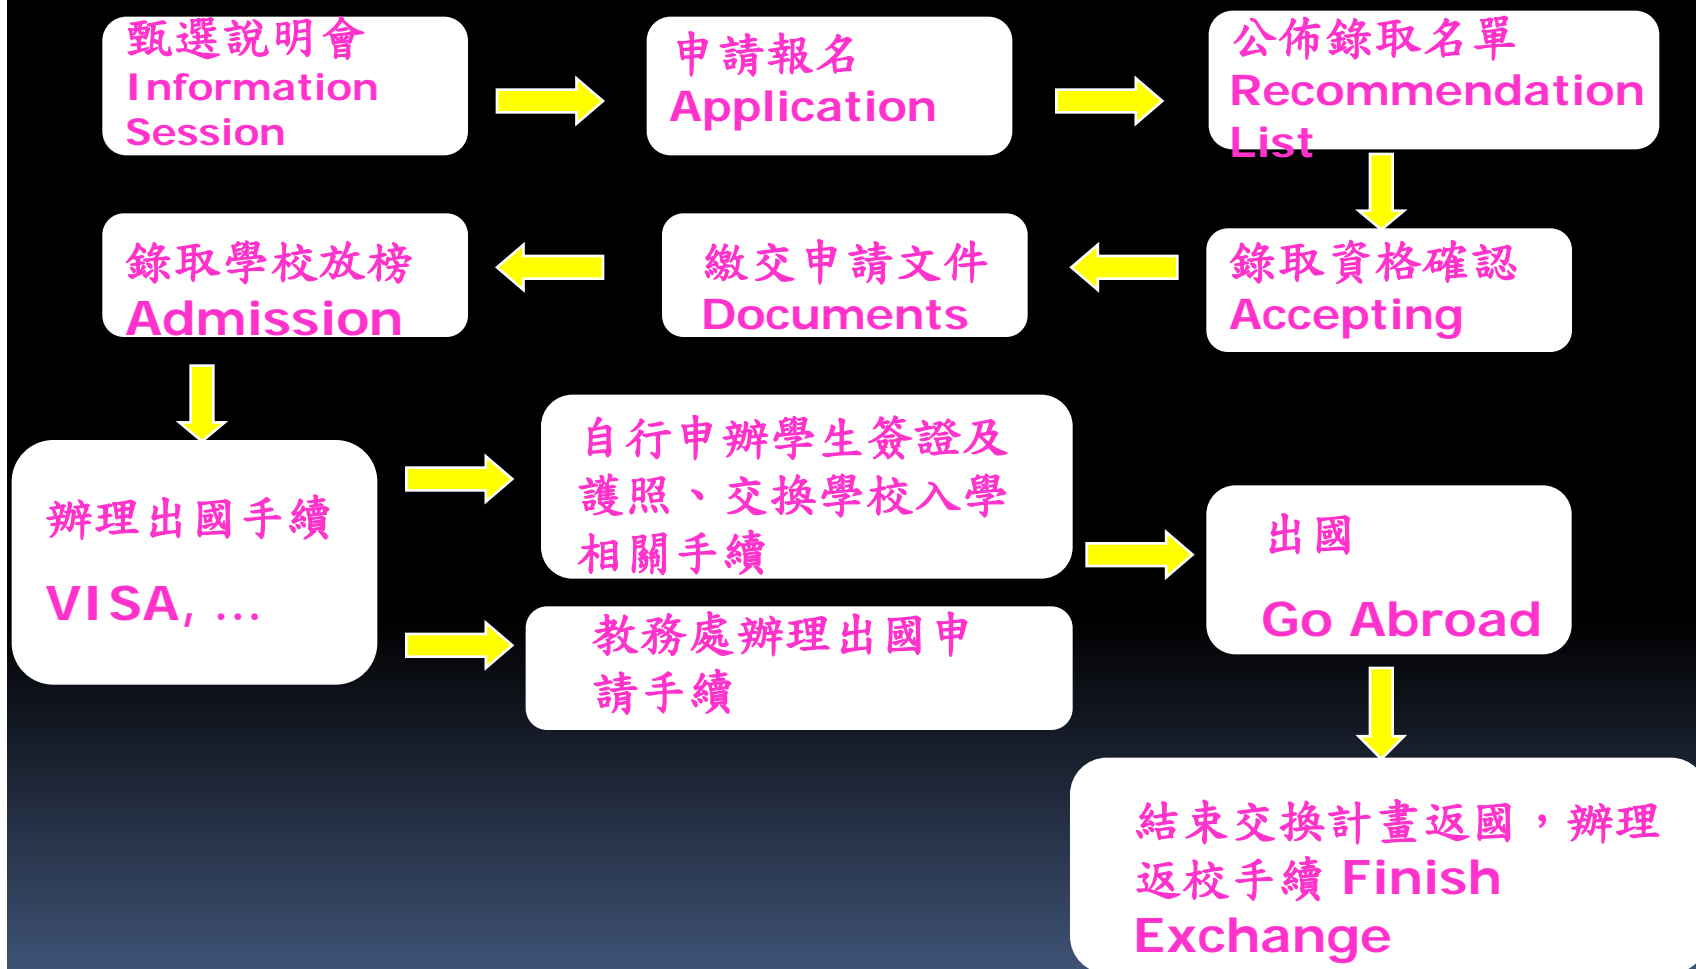 甄選說明會
Information
Session
申請報名
Application
公佈錄取名單
Recommendation
List
錄取資格確認
Accepting
繳交申請文件
Documents
錄取學校放榜
Admission
辦理出國手續
VISA, ...
自行申辦學生簽證及
護照、交換學校入學
相關手續
教務處辦理出國申
請手續
出國
Go Abroad
結束交換計畫返國，辦理
返校手續 Finish
Exchange